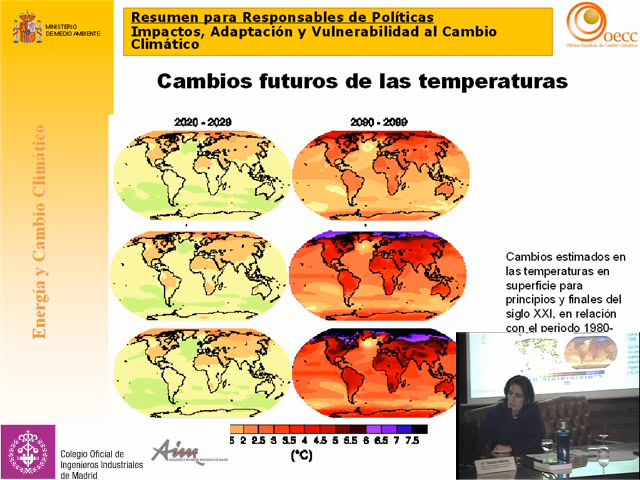 MINISTERIO
DE MEDIO AMBIENTE
Resumen para Responsables de Políticas
Impactos, Adaptación y Vulnerabilidad al Cambio
Climático
oecc
Oficina Española de Cambio Climático
Cambios futuros de las temperaturas
Energía y Cambio Climático
2020 - 2029
2090 - 2099
Cambios estimados en
las temperaturas en
superficie para
principios y finales del
siglo XXI, en relación
con el periodo 1980-
5 2 2.5 3 3.5 4 4.5 5 5.5 6 6.5 7 7.5
(°C)
Colegio Oficial de
Ingenieros Industriales
de Madrid
Aim